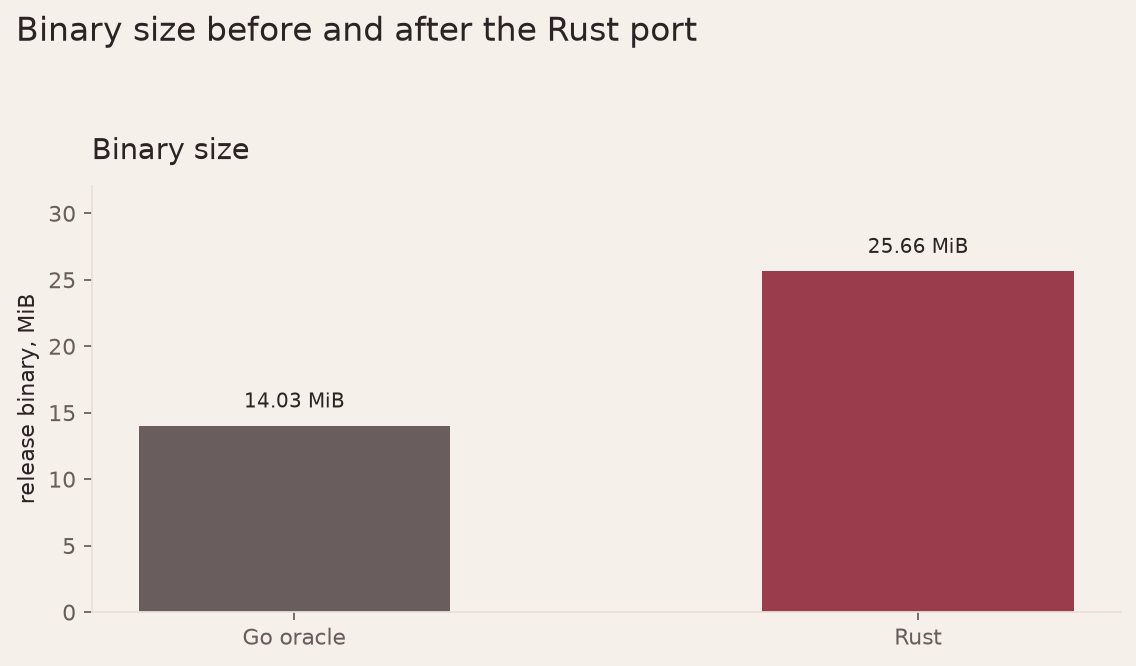 Binary size before and after the Rust port
Binary size
release binary, MiB
30
25
20
15
10
5
0
14.03 MiB
25.66 MiB
Go oracle
Rust